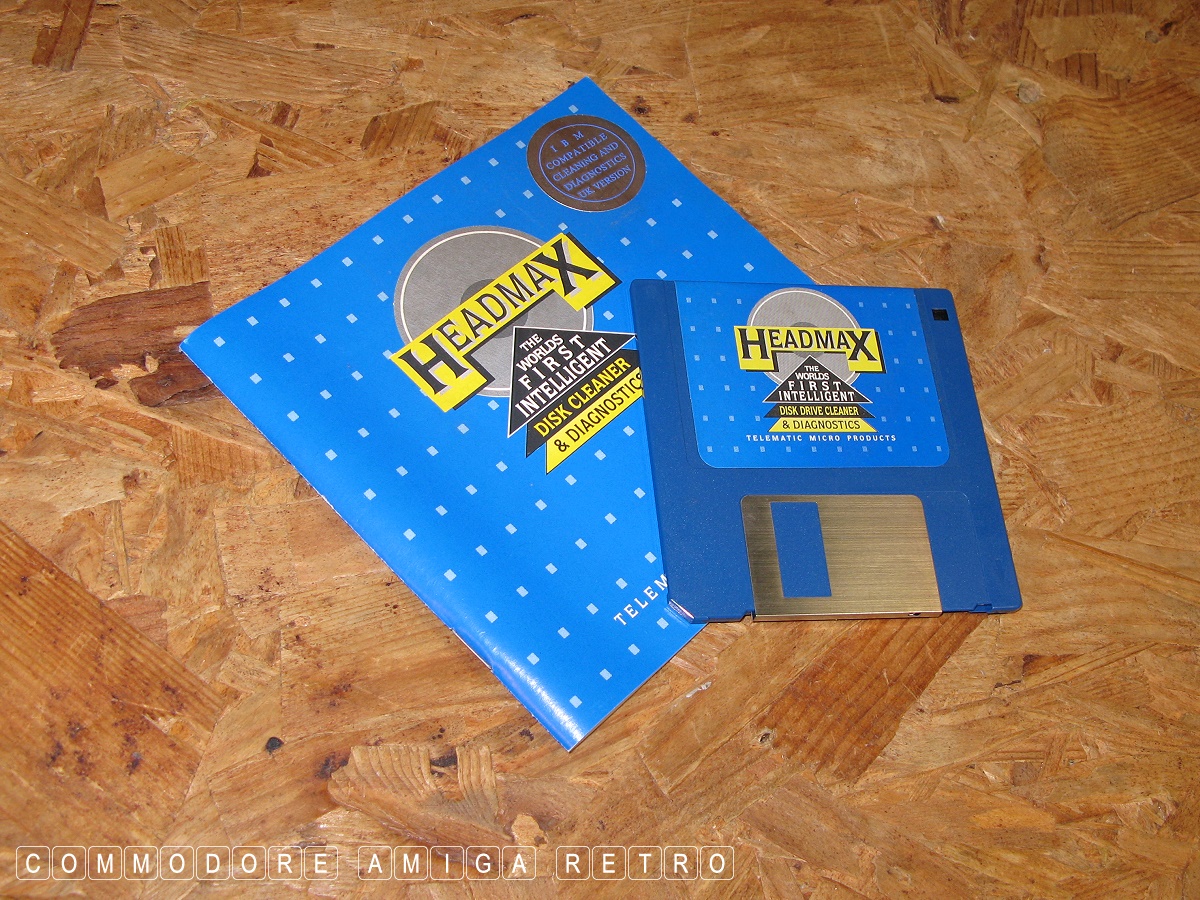 I B M
COMPATIBLE
CLEANING AND
DIAGNOSTICS
UK VERSION
HEADMAX
THE
WORLDS
FIRST
INTELLIGENT
DISK CLEANER
& DIAGNOSTICS
TELEM
HEADMAX
THE
WORLDS
FIRST
INTELLIGENT
DISK DRIVE CLEANER
& DIAGNOSTICS
TELEMATIC MICRO PRODUCTS
COMMODORE AMIGA RETRO